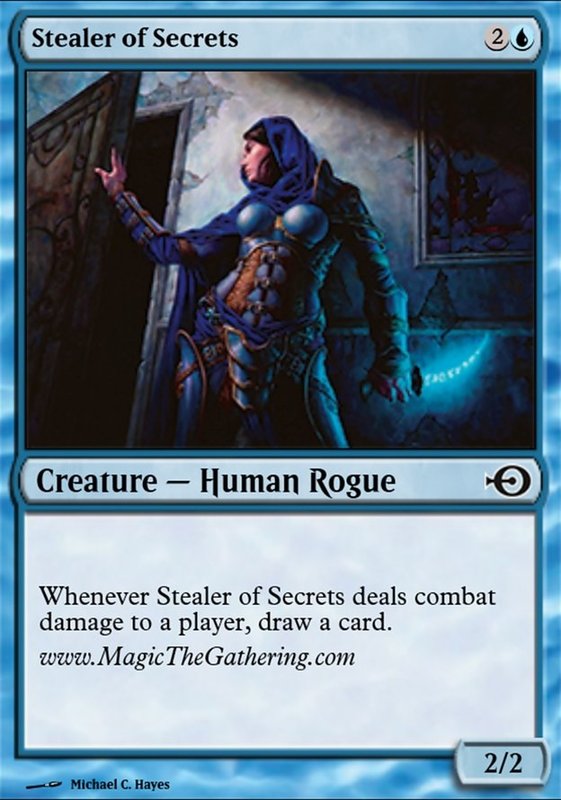 Stealer of Secrets 2
Creature — Human Rogue
Whenever Stealer of Secrets deals combat
damage to a player, draw a card.
www.MagicTheGathering.com
2/2
Michael C. Hayes